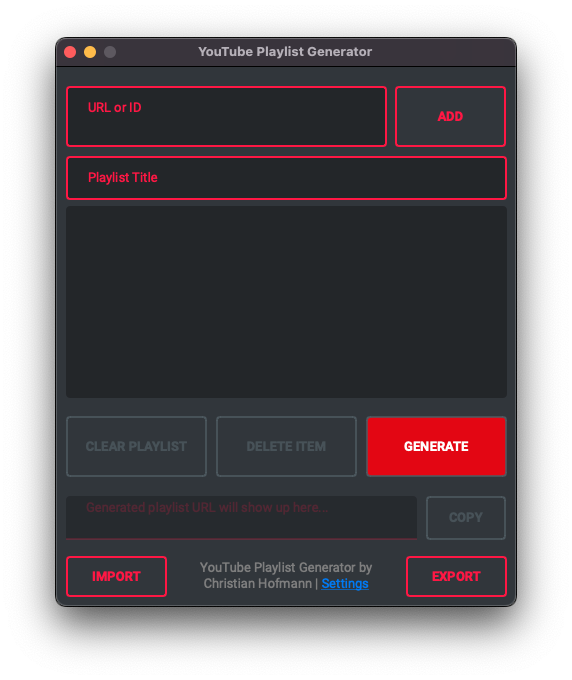 YouTube Playlist Generator
URL or ID
ADD
Playlist Title
CLEAR PLAYLIST
DELETE ITEM
GENERATE
Generated playlist URL will show up here...
COPY
IMPORT
YouTube Playlist Generator by
Christian Hofmann | Settings
EXPORT